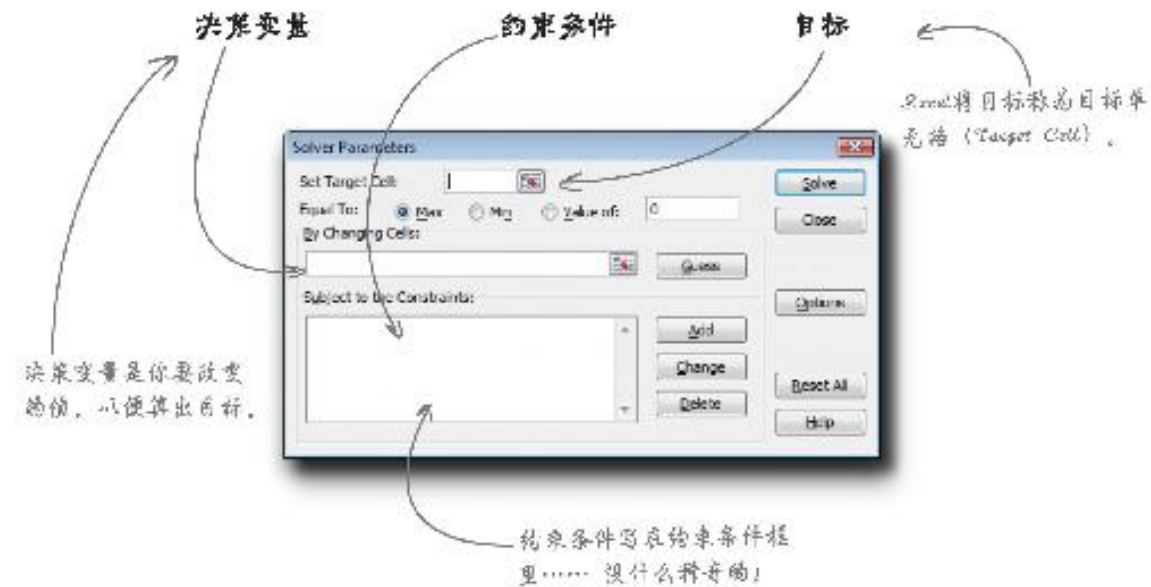 决策变量
约束条件
目标
Excel将目标称为目标单
元格（Target Cell）。
Solver Parameters
Set Target Cell:
Equal To: Max Min Value of: 0
By Changing Cells:
Guess
Subject to the Constraints:
Add
Change
Delete
Solve
Close
Options
Reset All
Help
决策变量是你要改变
的值，以便算出目标。
约束条件写在约束条件框
里…… 没什么稀奇的！